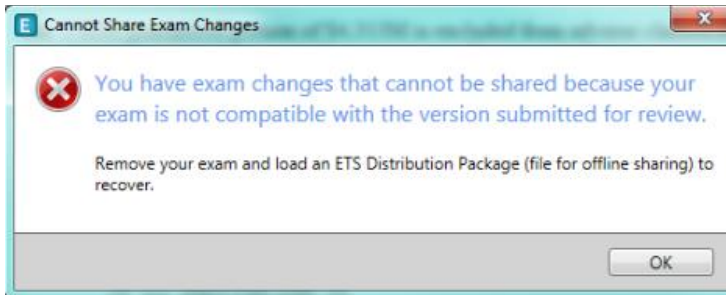 E Cannot Share Exam Changes
You have exam changes that cannot be shared because your
exam is not compatible with the version submitted for review.
Remove your exam and load an ETS Distribution Package (file for offline sharing) to
recover.
OK